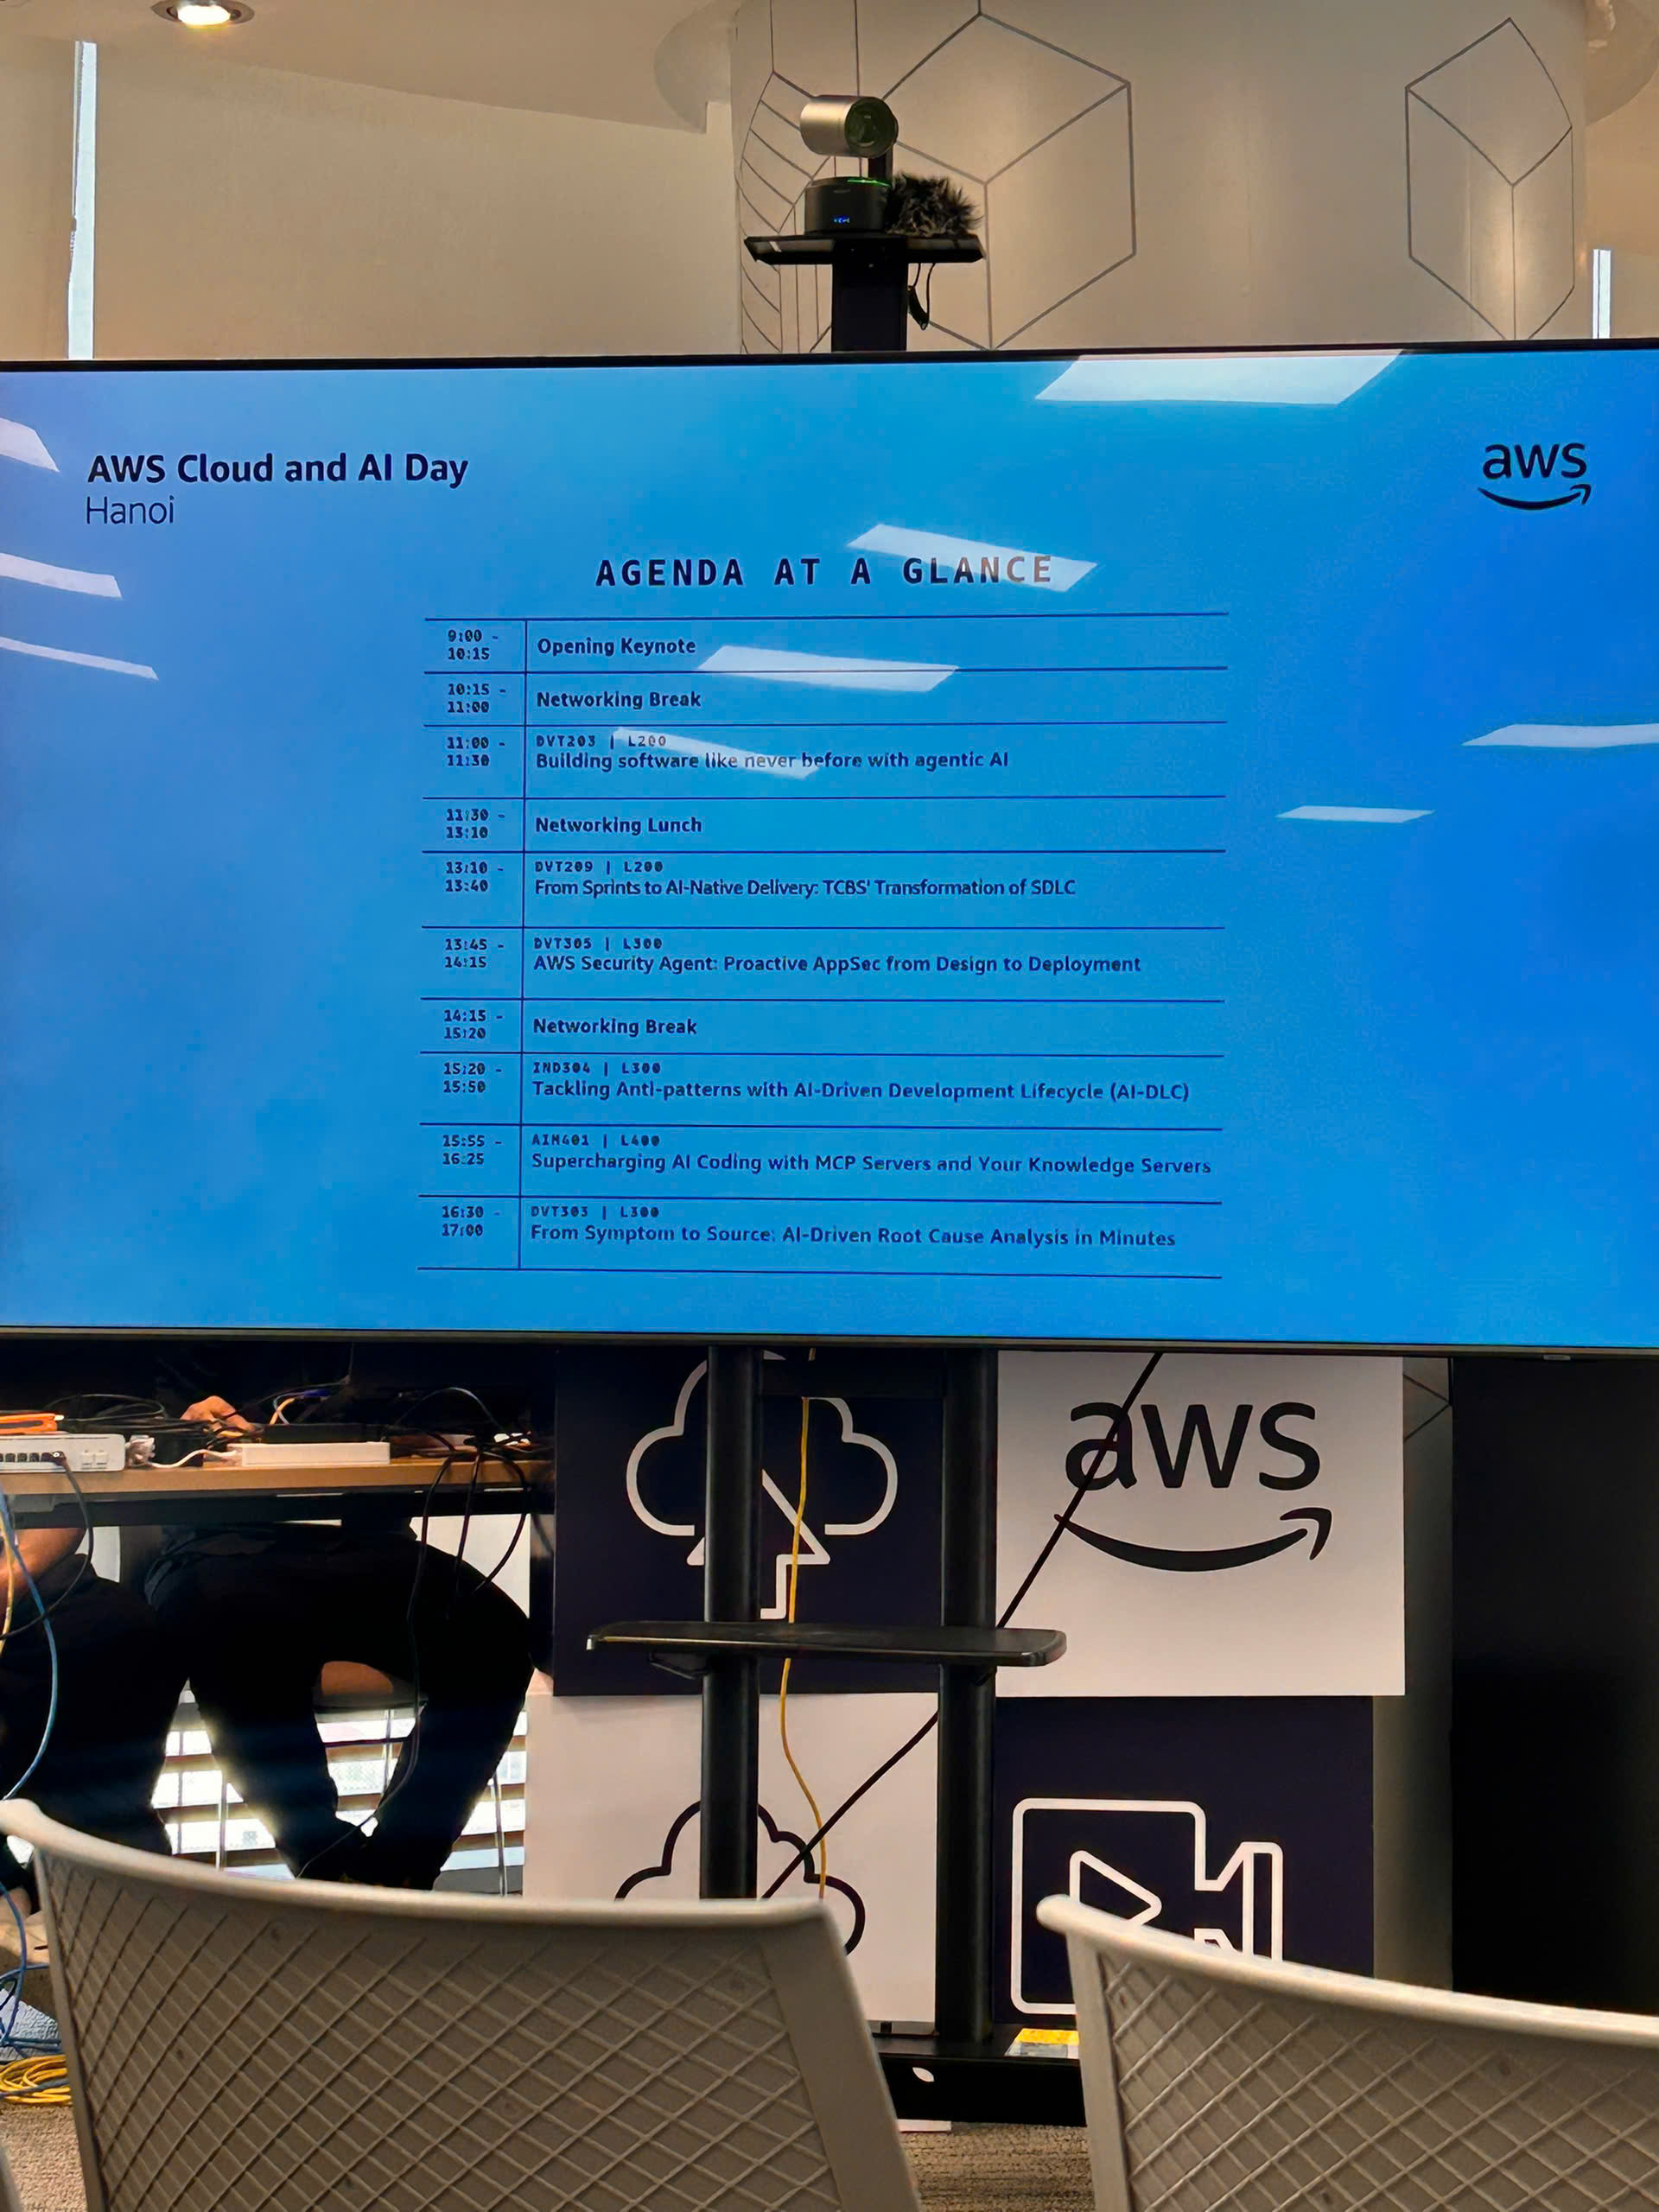 AWS Cloud and AI Day
Hanoi
aws
AGENDA AT A GLANCE
9:00 -
10:15
Opening Keynote
10:15 -
11:00
Networking Break
11:00 -
11:30
DVT203 | L200
Building software like never before with agentic AI
11:30 -
13:10
Networking Lunch
13:10 -
13:40
DVT209 | L200
From Sprints to AI-Native Delivery: TCBS' Transformation of SDLC
13:45 -
14:15
DVT305 | L300
AWS Security Agent: Proactive AppSec from Design to Deployment
14:15 -
15:20
Networking Break
15:20 -
15:50
IND304 | L300
Tackling Anti-patterns with AI-Driven Development Lifecycle (AI-DLC)
15:55 -
16:25
AIM401 | L400
Supercharging AI Coding with MCP Servers and Your Knowledge Servers
16:30 -
17:00
DVT303 | L300
From Symptom to Source: AI-Driven Root Cause Analysis in Minutes
aws